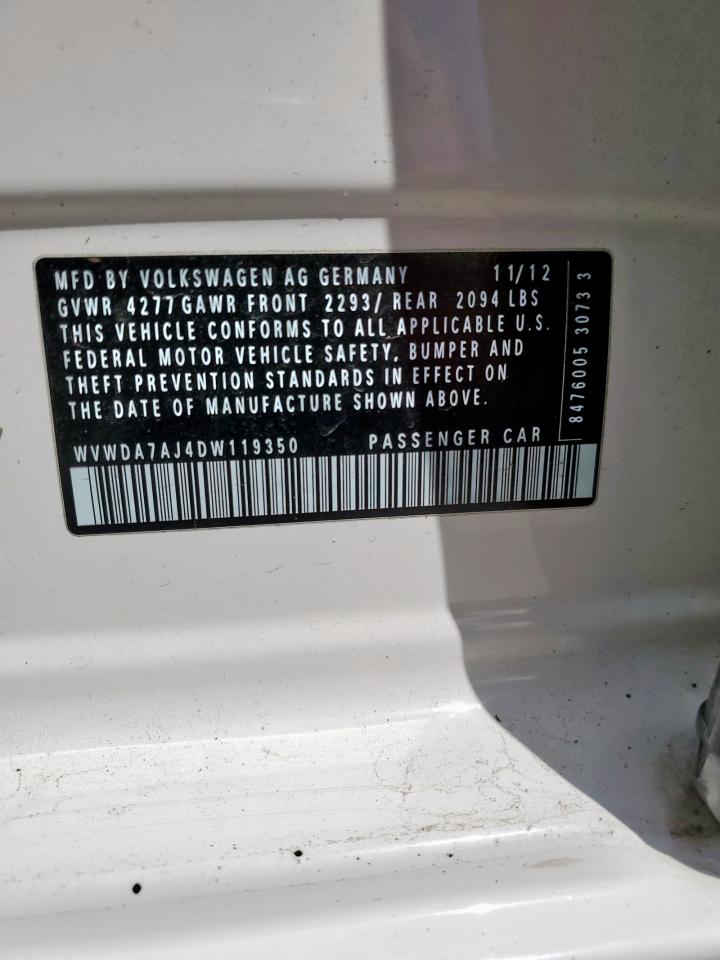 MFD BY VOLKSWAGEN AG GERMANY 11/12
GVWR 4277 GAWR FRONT 2293/ REAR 2094 LBS
THIS VEHICLE CONFORMS TO ALL APPLICABLE U.S.
FEDERAL MOTOR VEHICLE SAFETY, BUMPER AND
THEFT PREVENTION STANDARDS IN EFFECT ON
THE DATE OF MANUFACTURE SHOWN ABOVE.
WVWDA7AJ4DW119350 PASSENGER CAR
8476005 3073 3